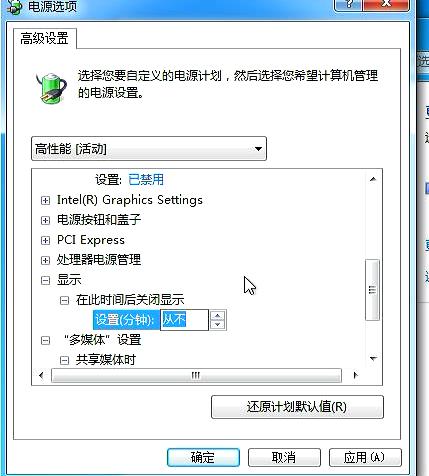 电源选项
高级设置
选择您要自定义的电源计划，然后选择您希望计算机管理
的电源设置。
高性能 [活动]
设置: 已禁用
Intel(R) Graphics Settings
电源按钮和盖子
PCI Express
处理器电源管理
显示
在此时间后关闭显示
设置(分钟): 从不
“多媒体”设置
共享媒体时
还原计划默认值(R)
确定
取消
应用(A)